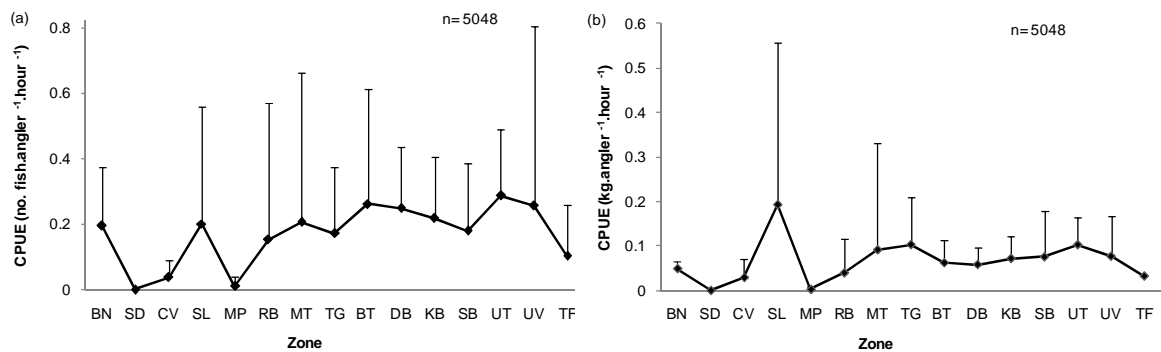 (a)
n=5048
0.8
0.6
0.4
0.2
0
CPUE (no. fish.angler ⁻¹.hour ⁻¹)
BN SD CV SL MP RB MT TG BT DB KB SB UT UV TF
Zone
(b)
n=5048
0.6
0.5
0.4
0.3
0.2
0.1
0
CPUE (kg.angler ⁻¹.hour ⁻¹)
BN SD CV SL MP RB MT TG BT DB KB SB UT UV TF
Zone